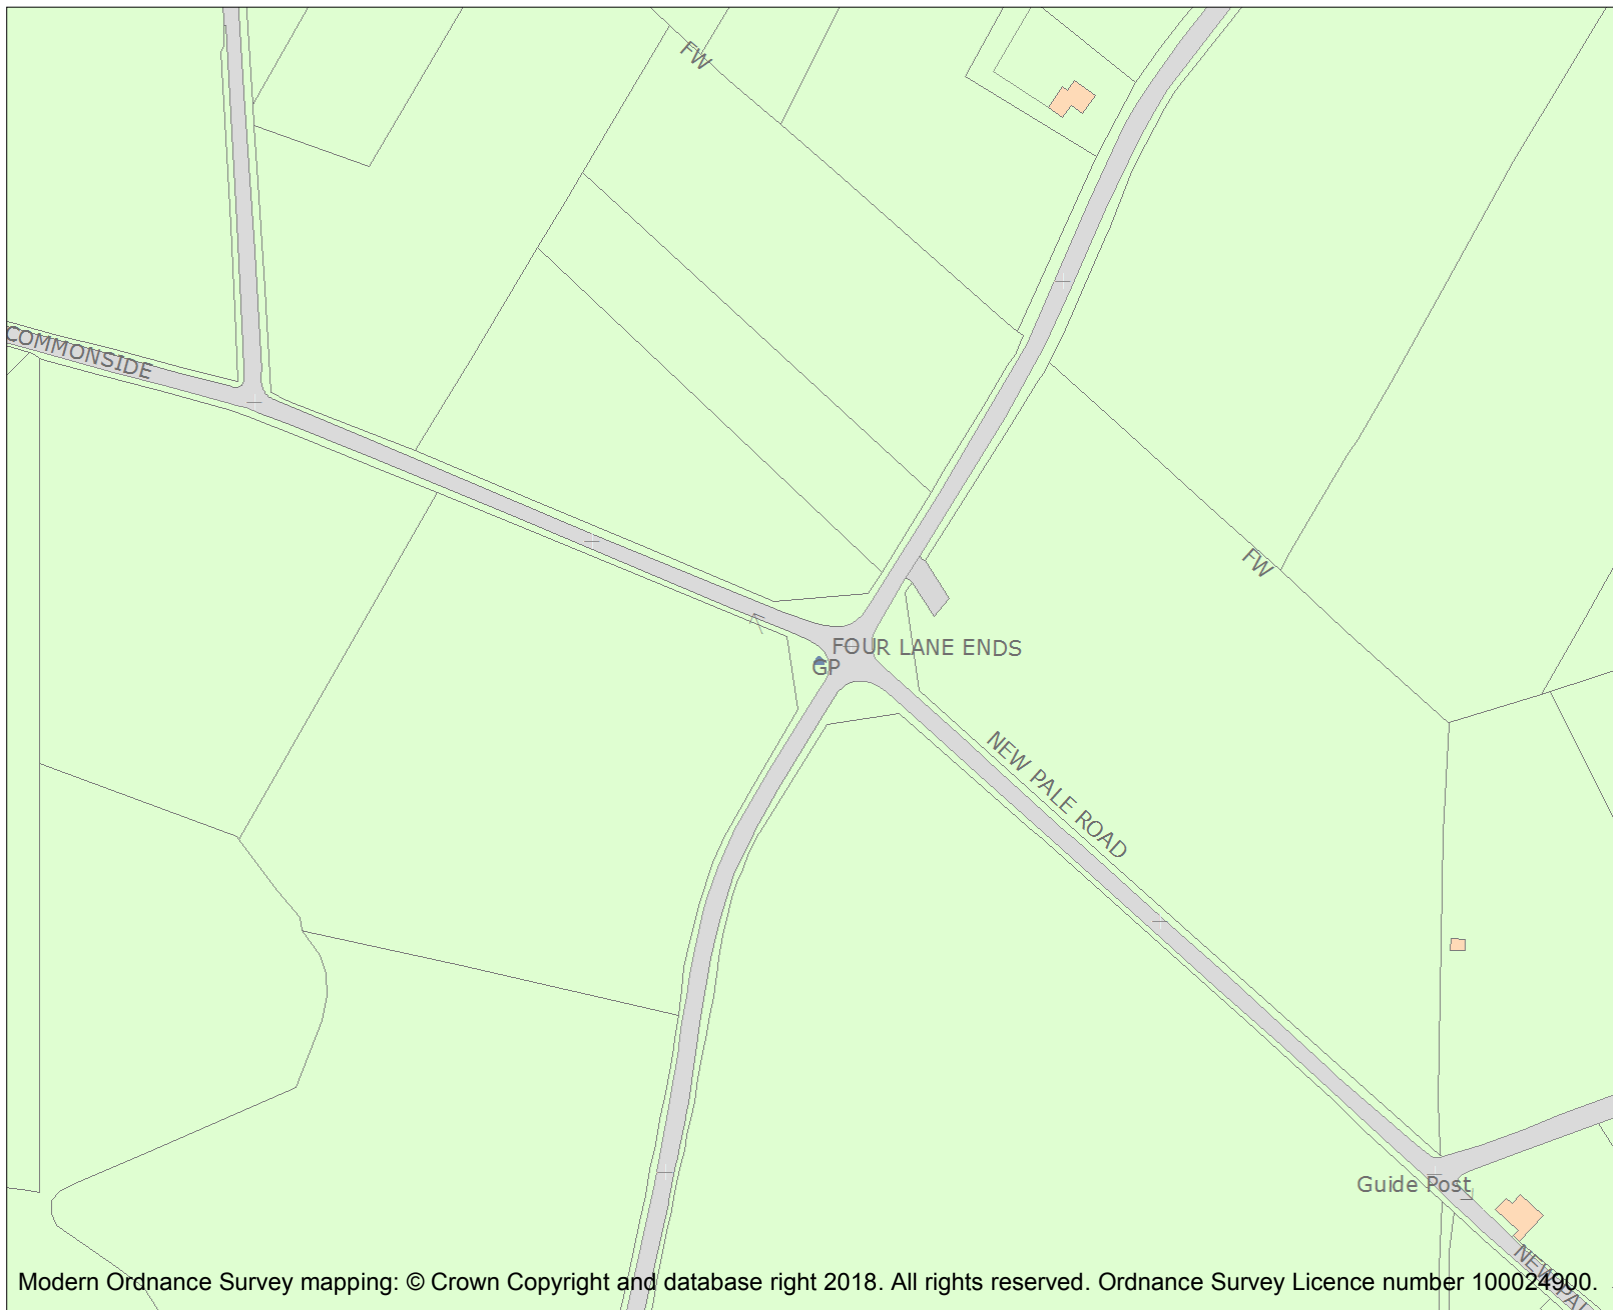 FW
COMMONSIDE
FW
FOUR LANE ENDS
GP
NEW PALE ROAD
Guide Post
Modern Ordnance Survey mapping: © Crown Copyright and database right 2018. All rights reserved. Ordnance Survey Licence number 100024900.